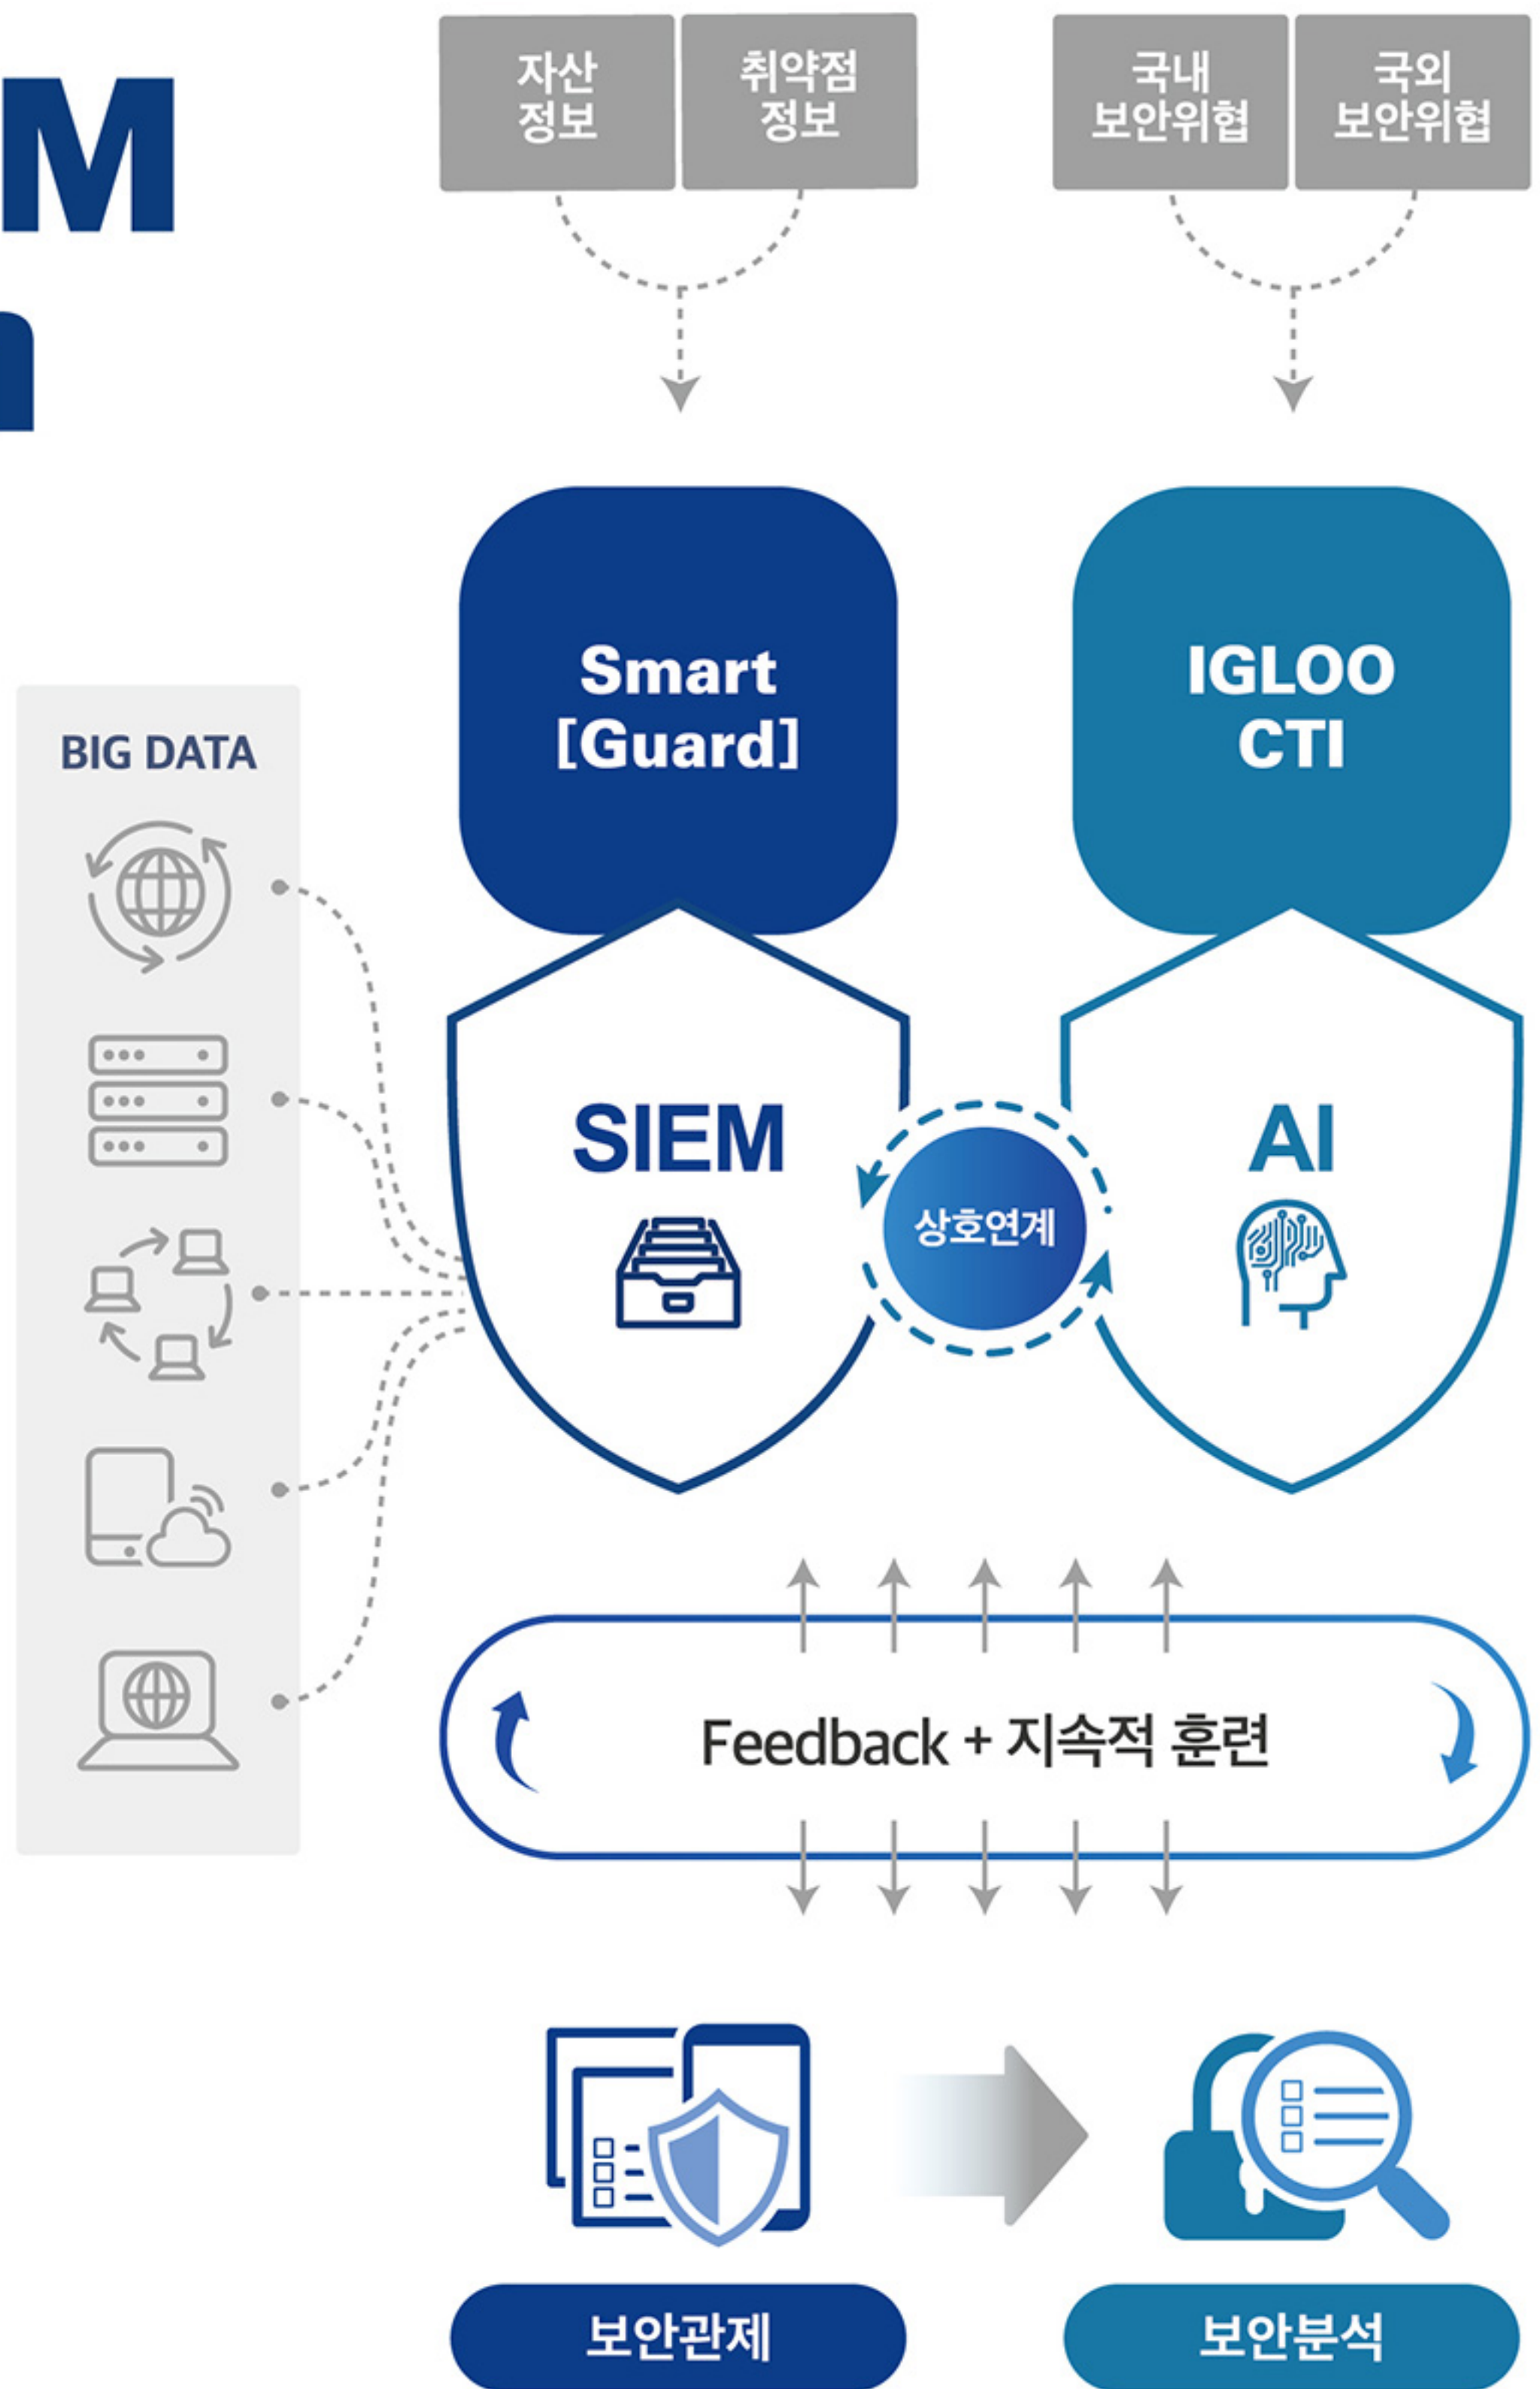 M
자산
정보
취약점
정보
국내
보안위협
국외
보안위협
Smart
[Guard]
IGLOO
CTI
BIG DATA
SIEM
상호연계
AI
Feedback + 지속적 훈련
보안관제
보안분석